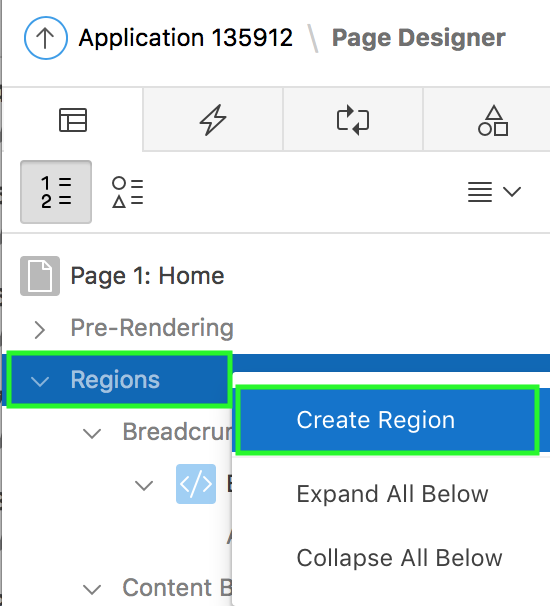 Application 135912 \ Page Designer
1
2
Page 1: Home
Pre-Rendering
Regions
Create Region
Expand All Below
Collapse All Below
Content B